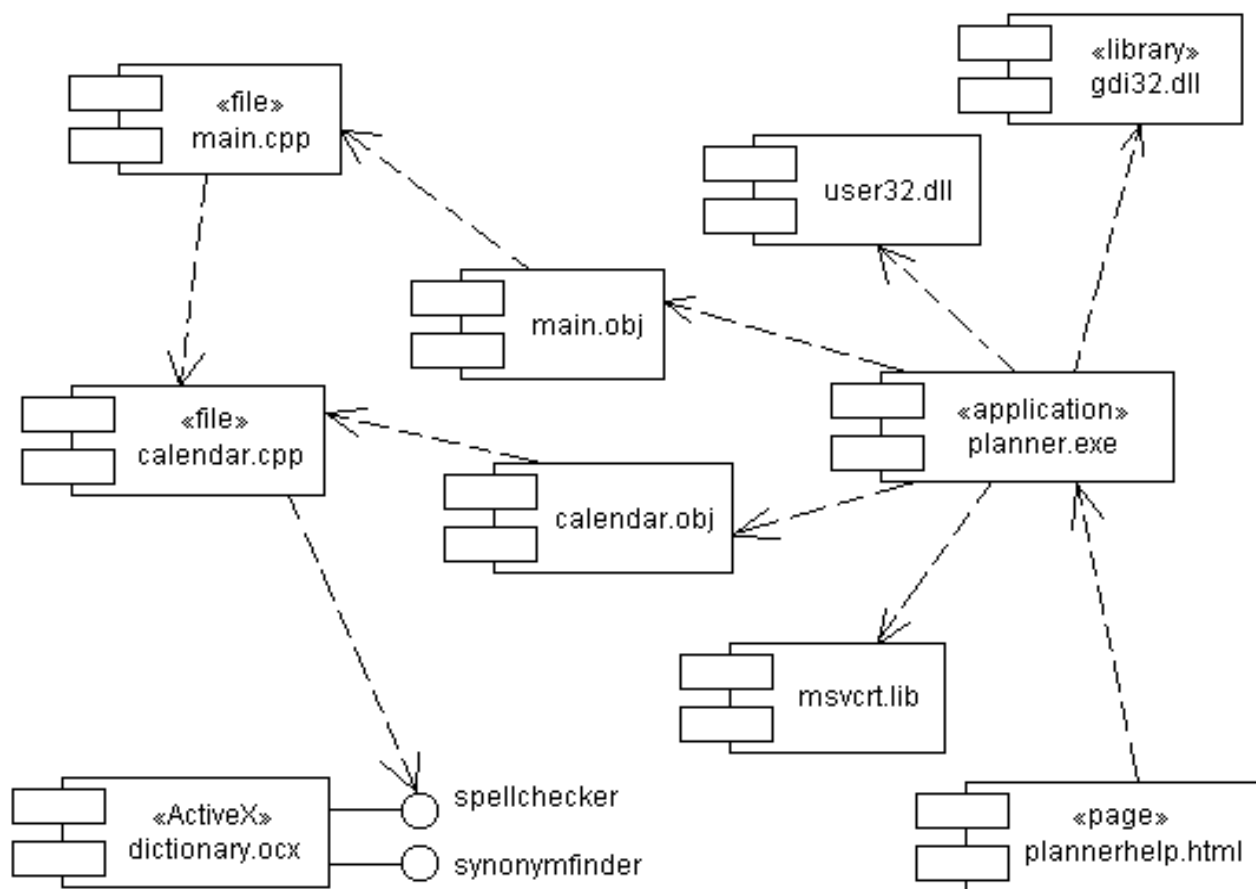 «library»
gdi32.dll
«file»
main.cpp
user32.dll
main.obj
«file»
calendar.cpp
«application»
planner.exe
calendar.obj
msvcrt.lib
«ActiveX»
dictionary.ocx
spellchecker
synonymfinder
«page»
plannerhelp.html